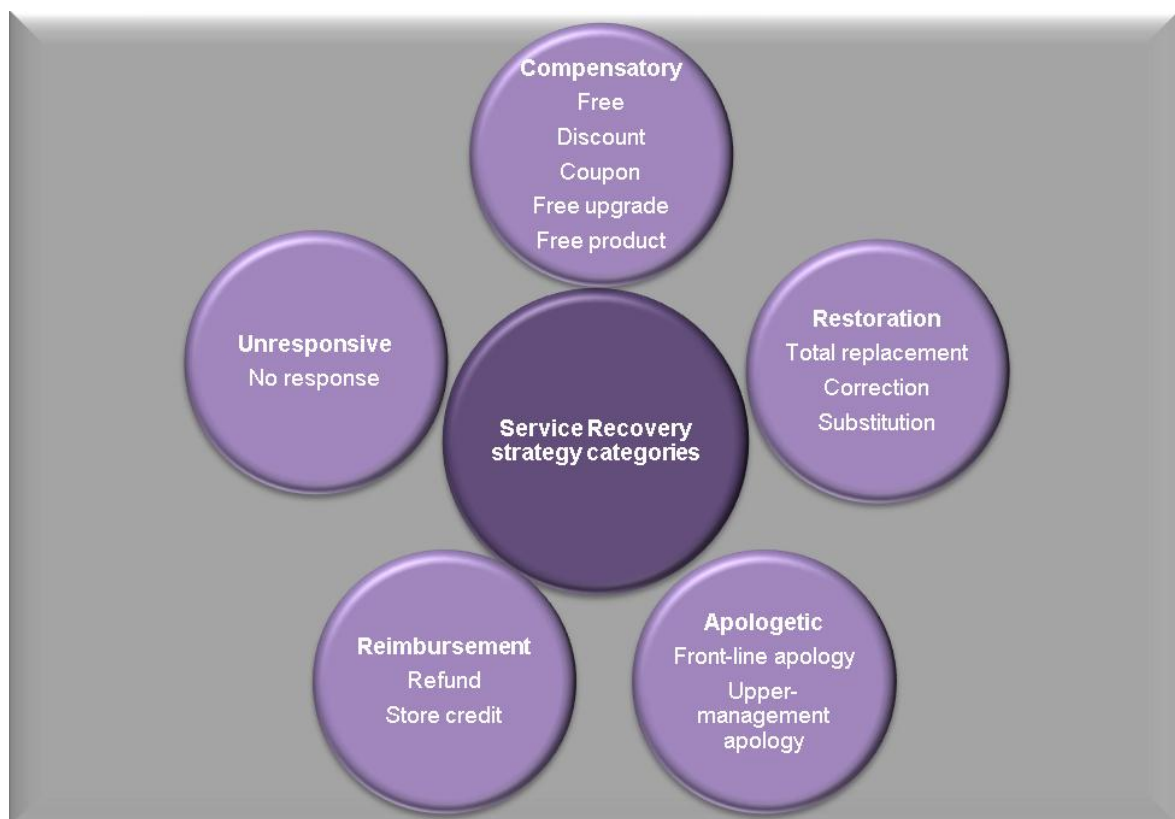 Compensatory
Free
Discount
Coupon
Free upgrade
Free product
Restoration
Total replacement
Correction
Substitution
Apologetic
Front-line apology
Upper-
management
apology
Reimbursement
Refund
Store credit
Unresponsive
No response
Service Recovery
strategy categories